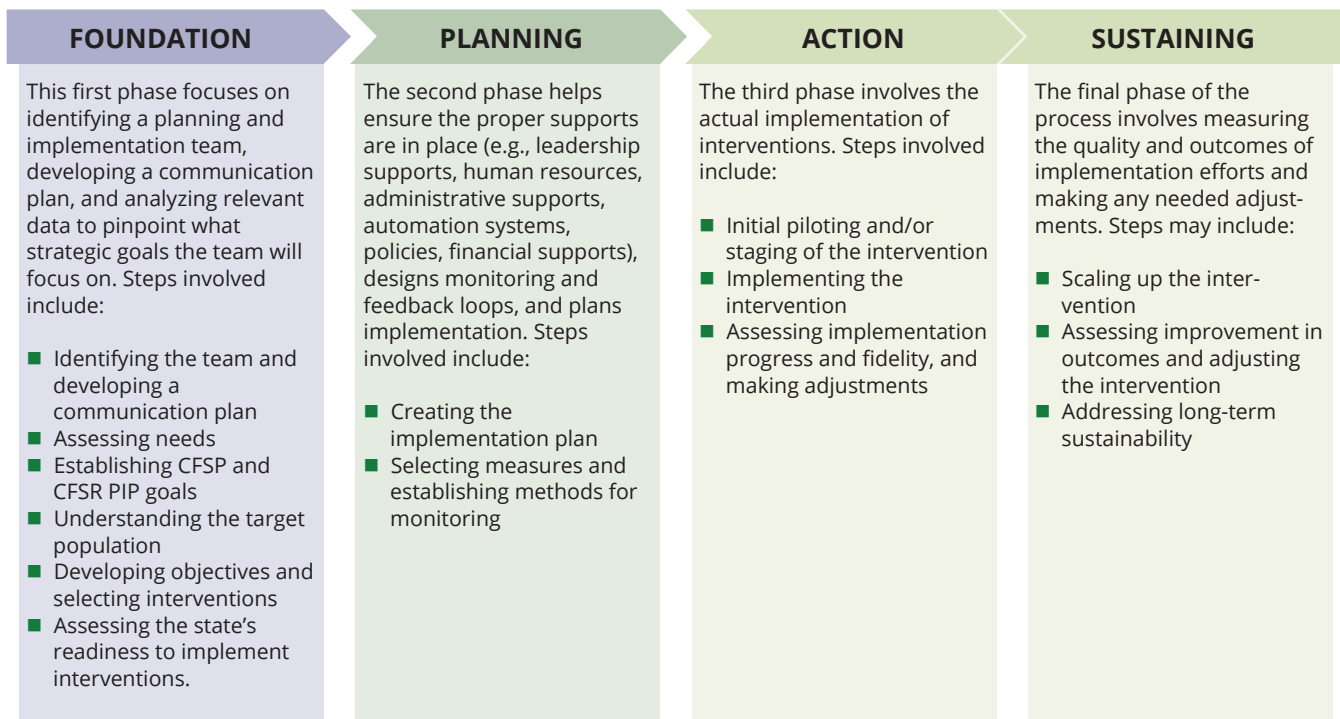 FOUNDATION
This first phase focuses on
identifying a planning and
implementation team,
developing a communication
plan, and analyzing relevant
data to pinpoint what
strategic goals the team will
focus on. Steps involved
include:
■ Identifying the team and
developing a
communication plan
■ Assessing needs
■ Establishing CFSP and
CFSR PIP goals
■ Understanding the target
population
■ Developing objectives and
selecting interventions
■ Assessing the state’s
readiness to implement
interventions.
PLANNING
The second phase helps
ensure the proper supports
are in place (e.g., leadership
supports, human resources,
administrative supports,
automation systems,
policies, financial supports),
designs monitoring and
feedback loops, and plans
implementation. Steps
involved include:
■ Creating the
implementation plan
■ Selecting measures and
establishing methods for
monitoring
ACTION
The third phase involves the
actual implementation of
interventions. Steps involved
include:
■ Initial piloting and/or
staging of the intervention
■ Implementing the
intervention
■ Assessing implementation
progress and fidelity, and
making adjustments
SUSTAINING
The final phase of the
process involves measuring
the quality and outcomes of
implementation efforts and
making any needed adjust-
ments. Steps may include:
■ Scaling up the inter-
vention
■ Assessing improvement in
outcomes and adjusting
the intervention
■ Addressing long-term
sustainability